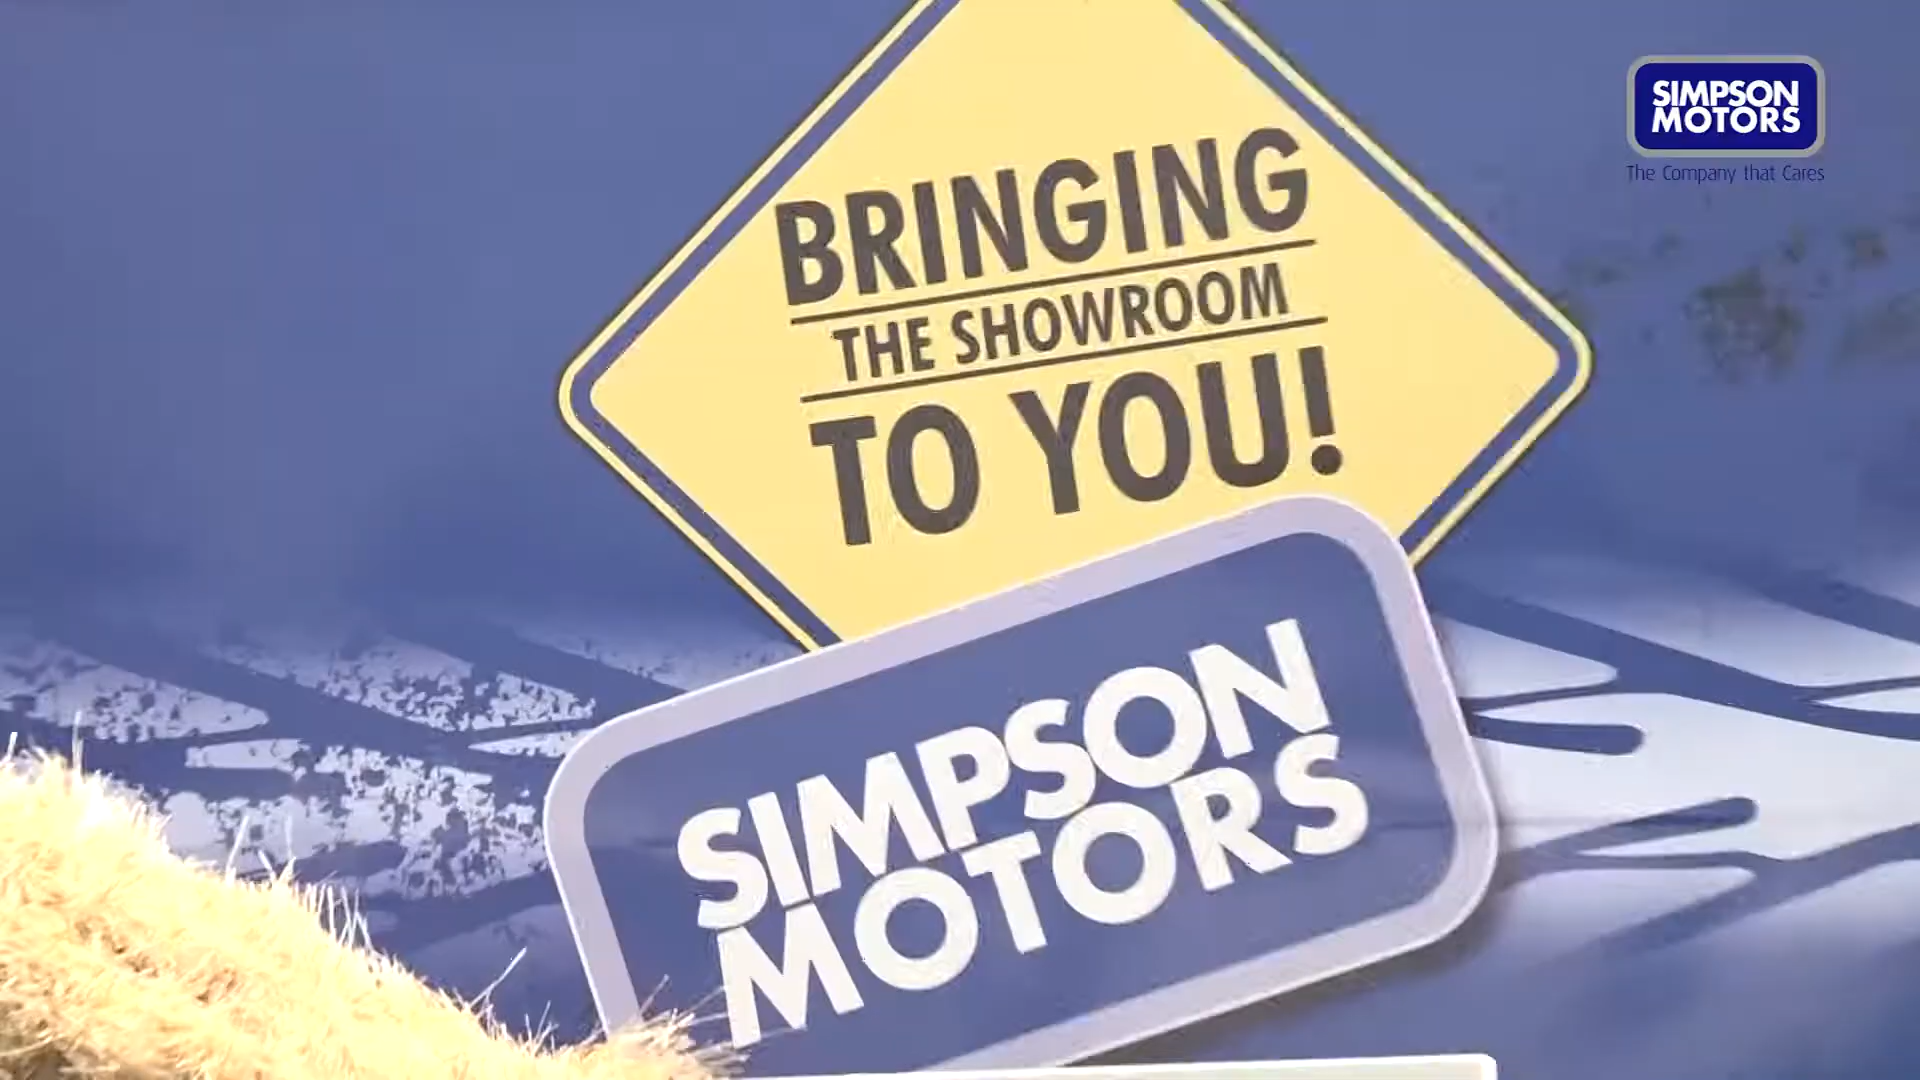 SIMPSON
MOTORS
The Company that Cares
BRINGING
THE SHOWROOM
TO YOU!
SIMPSON
MOTORS